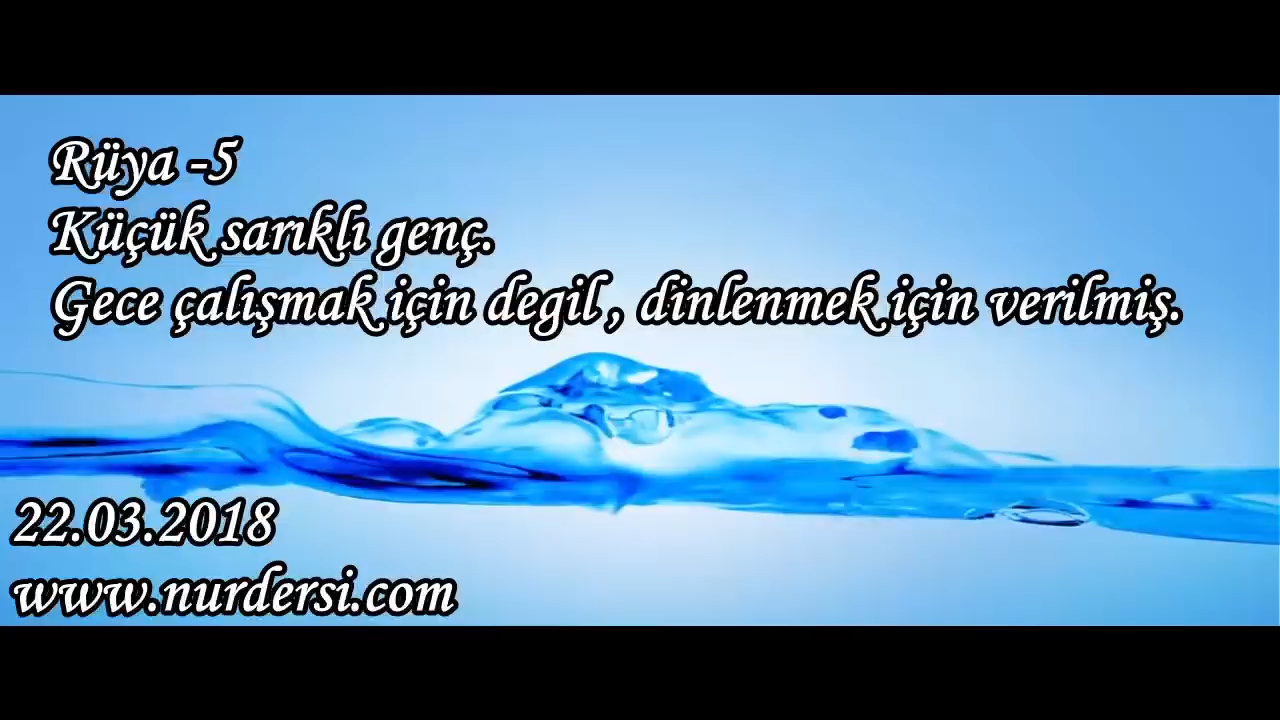 Rüya -5
Küçük sarıklı genç.
Gece çalışmak için degil , dinlenmek için verilmiş.
22.03.2018
www.nurdersi.com